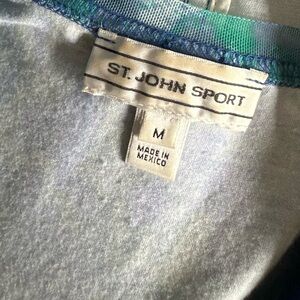 ST. JOHN SPORT
M
MADE IN
MEXICO